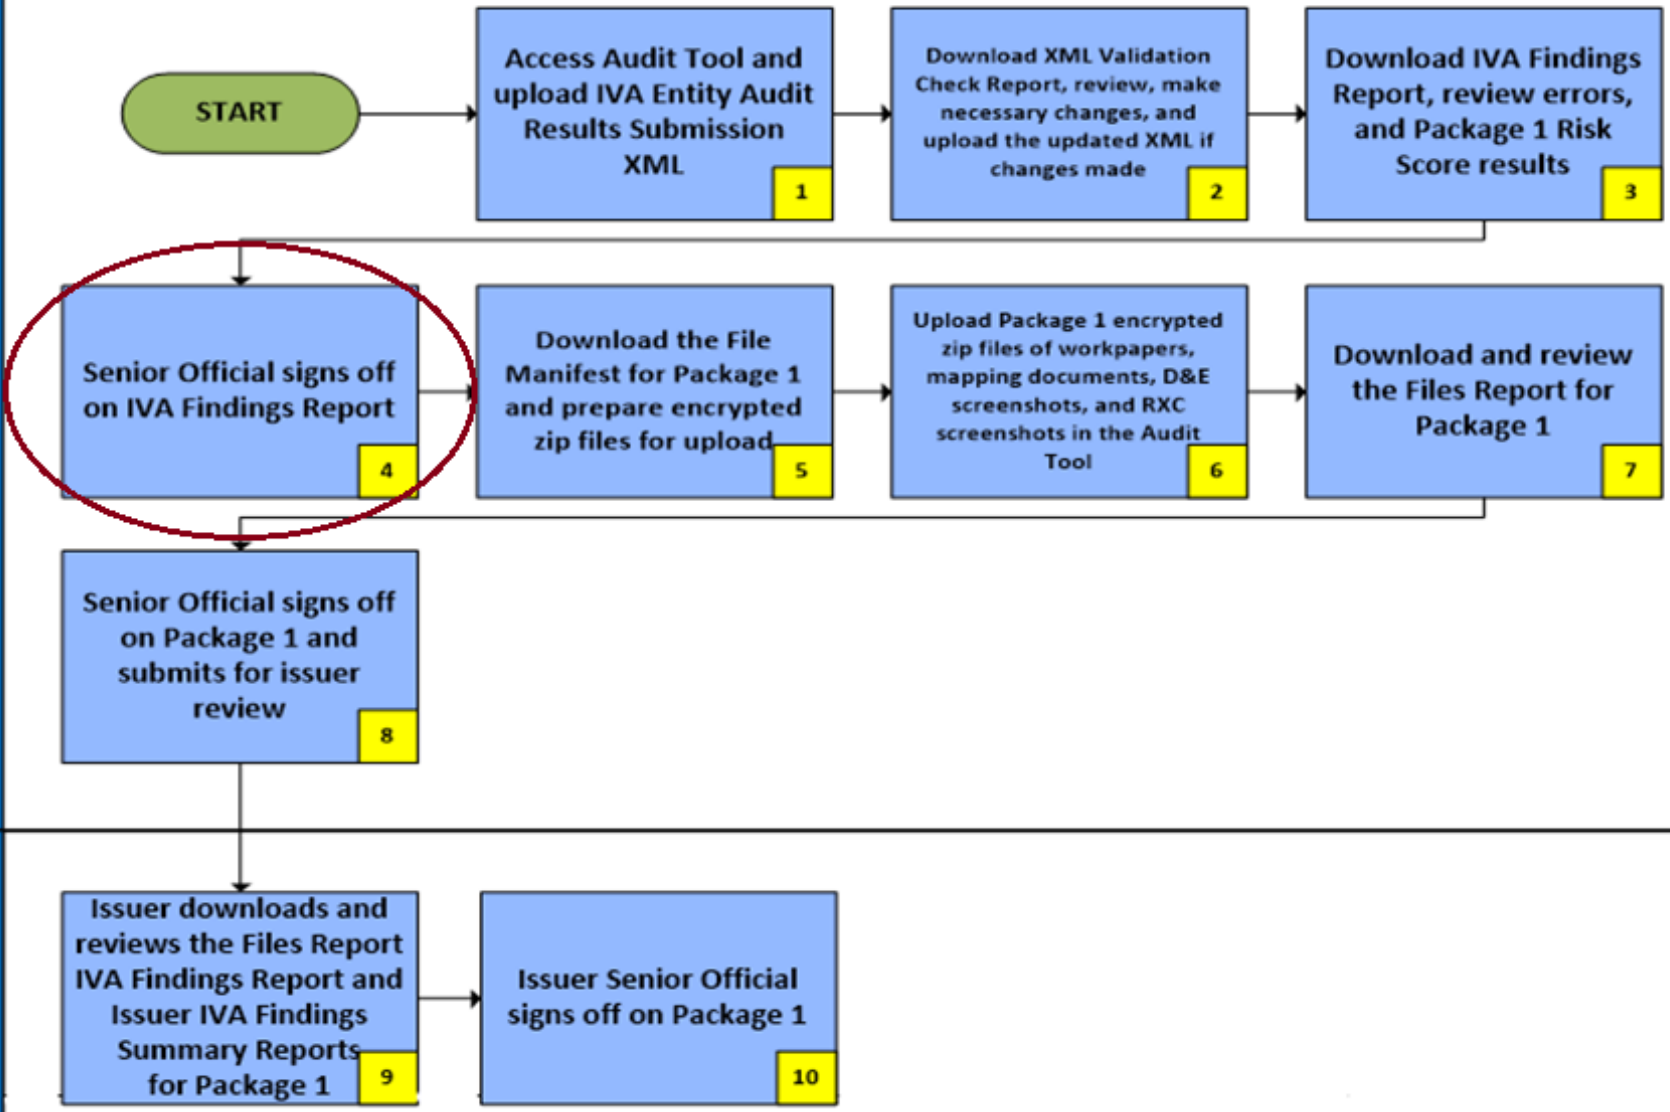 START
Access Audit Tool and
upload IVA Entity Audit
Results Submission
XML
1
Download XML Validation
Check Report, review, make
necessary changes, and
upload the updated XML if
changes made
2
Download IVA Findings
Report, review errors,
and Package 1 Risk
Score results
3
Senior Official signs off
on IVA Findings Report
4
Download the File
Manifest for Package 1
and prepare encrypted
zip files for upload
5
Upload Package 1 encrypted
zip files of workpapers,
mapping documents, D&E
screenshots, and RXC
screenshots in the Audit
Tool
6
Download and review
the Files Report for
Package 1
7
Senior Official signs off
on Package 1 and
submits for issuer
review
8
Issuer downloads and
reviews the Files Report
IVA Findings Report and
Issuer IVA Findings
Summary Reports
for Package 1
9
Issuer Senior Official
signs off on Package 1
10